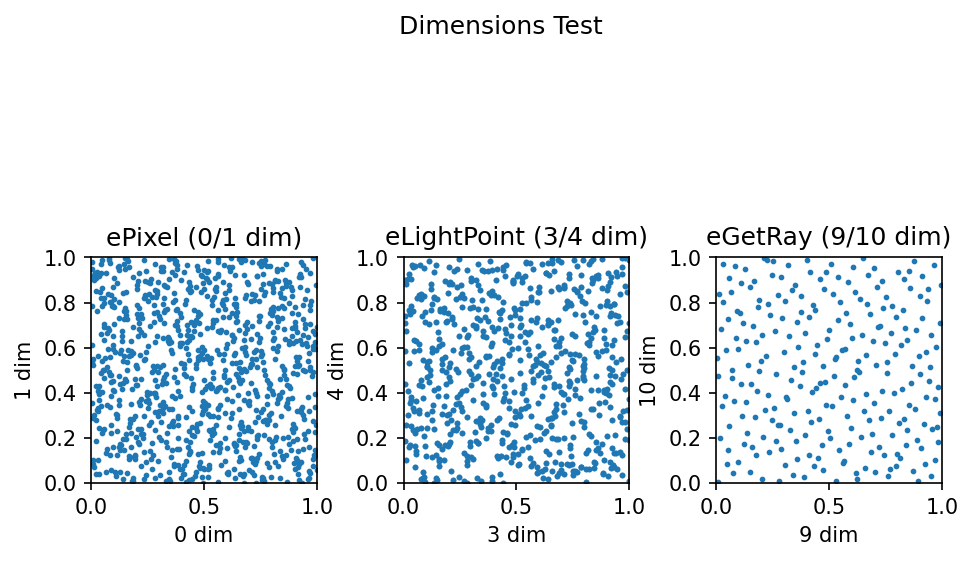 Dimensions Test
ePixel (0/1 dim)
eLightPoint (3/4 dim)
eGetRay (9/10 dim)
1 dim
1.0
0.8
0.6
0.4
0.2
0.0
0.0 0.5 1.0
0 dim
4 dim
1.0
0.8
0.6
0.4
0.2
0.0
0.0 0.5 1.0
3 dim
10 dim
1.0
0.8
0.6
0.4
0.2
0.0
0.0 0.5 1.0
9 dim